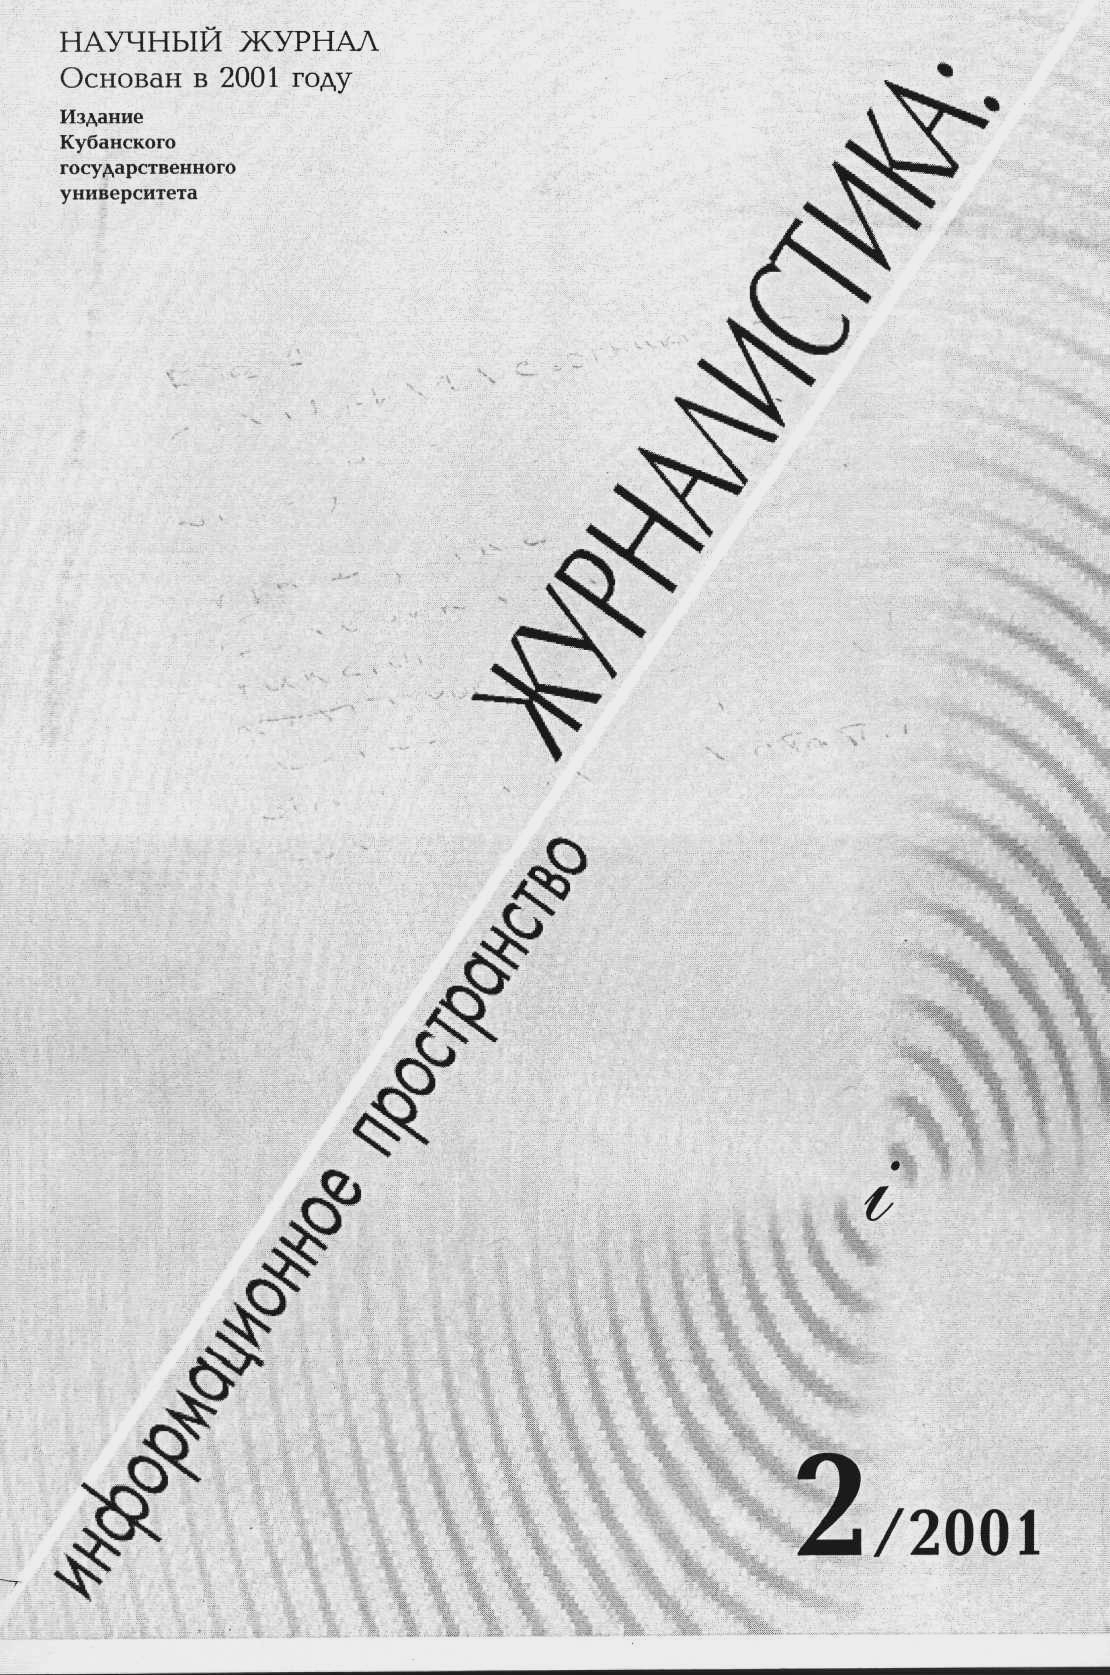 НАУЧНЫЙ ЖУРНАЛ
Основан в 2001 году
Издание
Кубанского
государственного
университета
ЖУРНАЛИСТИКА:
информационное пространство
i
2/2001